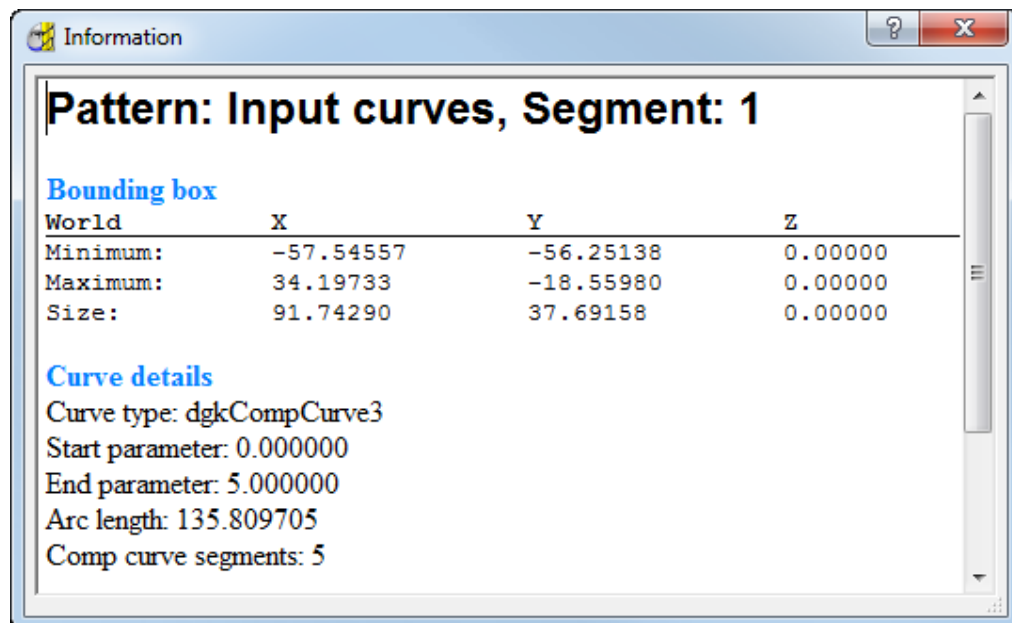 Information
Pattern: Input curves, Segment: 1
Bounding box
World X Y Z
Minimum: -57.54557 -56.25138 0.00000
Maximum: 34.19733 -18.55980 0.00000
Size: 91.74290 37.69158 0.00000
Curve details
Curve type: dgkCompCurve3
Start parameter: 0.000000
End parameter: 5.000000
Arc length: 135.809705
Comp curve segments: 5